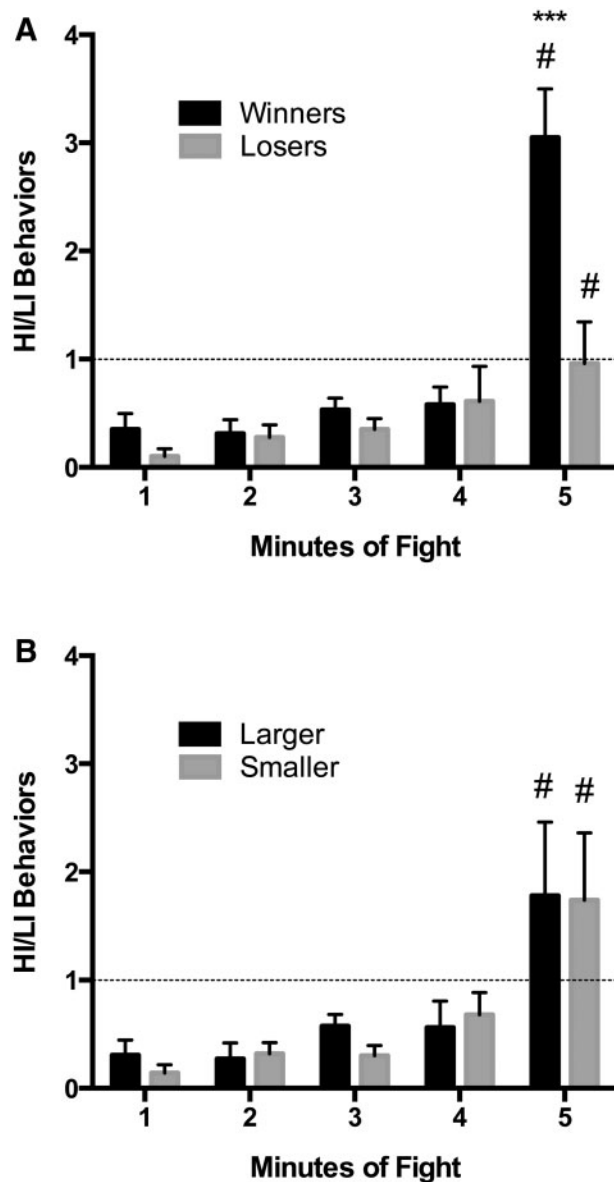 A
4
3
2
1
0
HI/LI Behaviors
Winners
Losers
***
#
#
1 2 3 4 5
Minutes of Fight
B
4
3
2
1
0
HI/LI Behaviors
Larger
Smaller
# #
1 2 3 4 5
Minutes of Fight